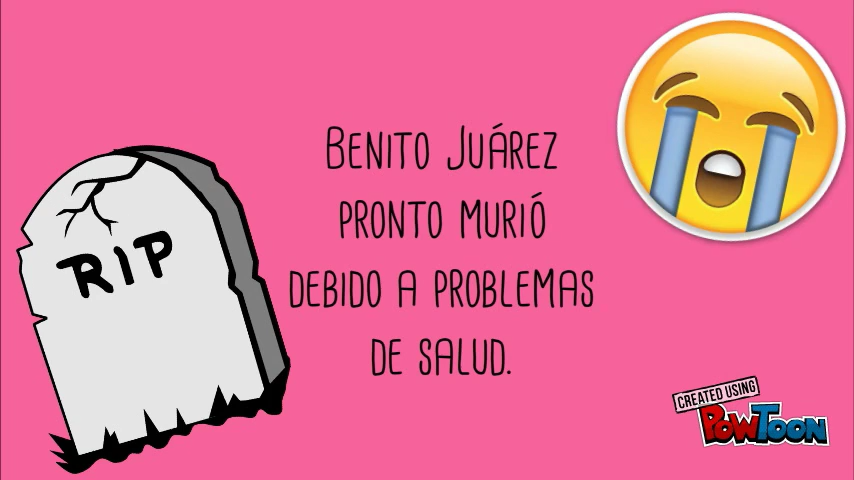 BENITO JUÁREZ
PRONTO MURIÓ
DEBIDO A PROBLEMAS
DE SALUD.
RIP
CREATED USING
POWTOON